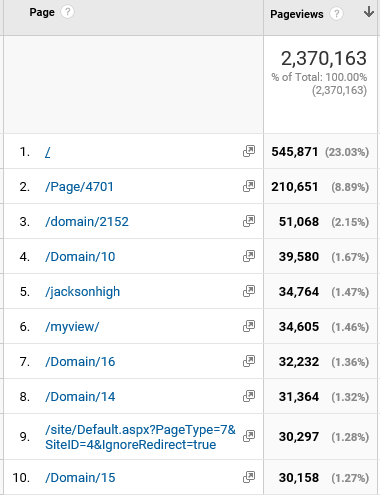 Page ? Pageviews ?
2,370,163
% of Total: 100.00%
(2,370,163)
1. / 545,871 (23.03%)
2. /Page/4701 210,651 (8.89%)
3. /domain/2152 51,068 (2.15%)
4. /Domain/10 39,580 (1.67%)
5. /jacksonhigh 34,764 (1.47%)
6. /myview/ 34,605 (1.46%)
7. /Domain/16 32,232 (1.36%)
8. /Domain/14 31,364 (1.32%)
9. /site/Default.aspx?PageType=7& 30,297 (1.28%)
SiteID=4&IgnoreRedirect=true
10. /Domain/15 30,158 (1.27%)